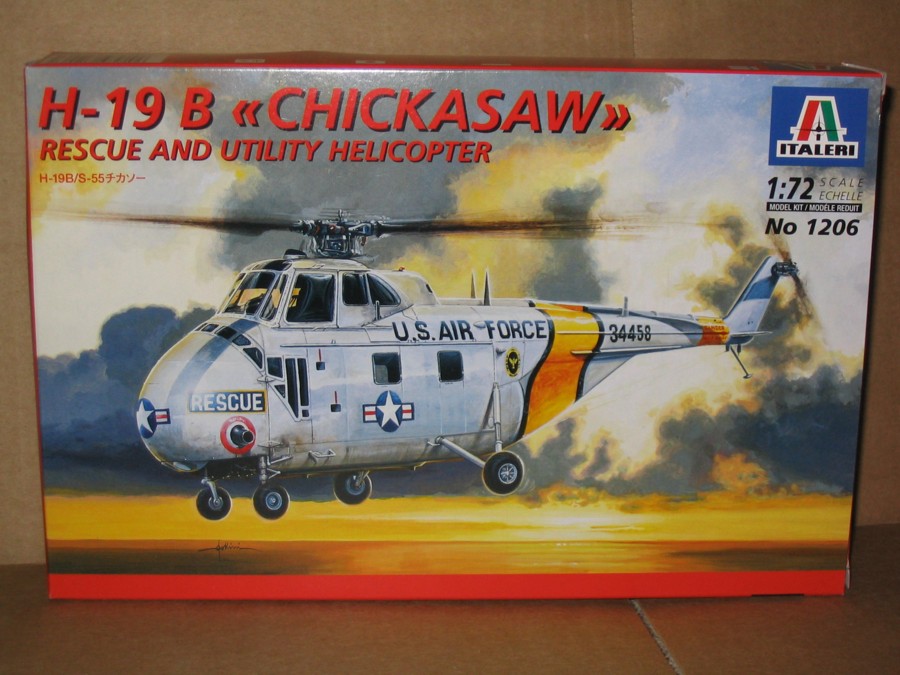 H-19 B «CHICKASAW»
RESCUE AND UTILITY HELICOPTER
H-19B/S-55チカソー
ITALERI
1:72 SCALE
ECHELLE
MODEL KIT / MODÈLE REDUIT
No 1206
U.S. AIR FORCE
34458
RESCUE